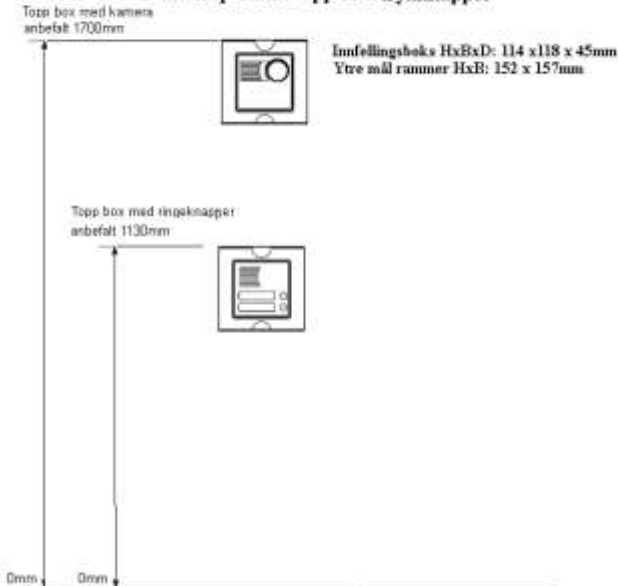 Topp box med kamera
anbefalt 1700mm
Innfellingsboks HxBxD: 114 x118 x 45mm
Ytre mål rammer HxB: 152 x 157mm
Topp box med ringeknapper
anbefalt 1130mm
0mm
0mm